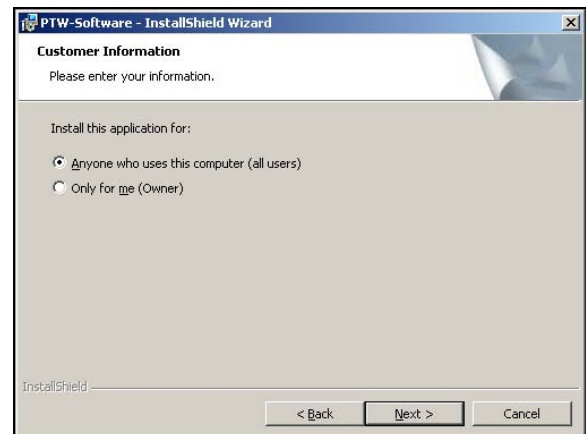 PTW-Software - InstallShield Wizard
Customer Information
Please enter your information.
Install this application for:
Anyone who uses this computer (all users)
Only for me (Owner)
InstallShield
< Back Next > Cancel